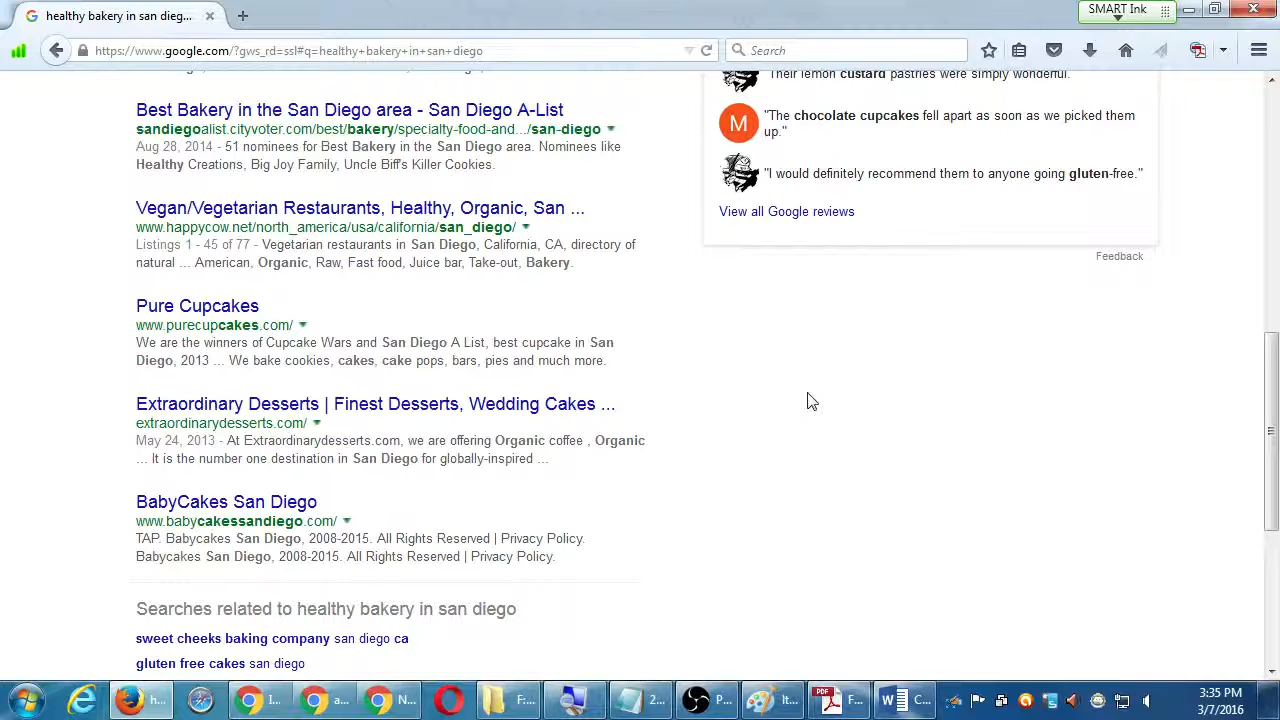 healthy bakery in san dieg...
SMART Ink
https://www.google.com/?gws_rd=ssl#q=healthy+bakery+in+san+diego
Search
Best Bakery in the San Diego area - San Diego A-List
sandiegoalist.cityvoter.com/best/bakery/specialty-food-and.../san-diego
Aug 28, 2014 - 51 nominees for Best Bakery in the San Diego area. Nominees like
Healthy Creations, Big Joy Family, Uncle Biff's Killer Cookies.
Vegan/Vegetarian Restaurants, Healthy, Organic, San ...
www.happycow.net/north_america/usa/california/san_diego/
Listings 1 - 45 of 77 - Vegetarian restaurants in San Diego, California, CA, directory of
natural ... American, Organic, Raw, Fast food, Juice bar, Take-out, Bakery.
Pure Cupcakes
www.purecupcakes.com/
We are the winners of Cupcake Wars and San Diego A List, best cupcake in San
Diego, 2013 ... We bake cookies, cakes, cake pops, bars, pies and much more.
Extraordinary Desserts | Finest Desserts, Wedding Cakes ...
extraordinarydesserts.com/
May 24, 2013 - At Extraordinarydesserts.com, we are offering Organic coffee , Organic
... It is the number one destination in San Diego for globally-inspired ...
BabyCakes San Diego
www.babycakessandiego.com/
TAP. Babycakes San Diego, 2008-2015. All Rights Reserved | Privacy Policy.
Babycakes San Diego, 2008-2015. All Rights Reserved | Privacy Policy.
Searches related to healthy bakery in san diego
sweet cheeks baking company san diego ca
gluten free cakes san diego
Their lemon custard pastries were simply wonderful.
M
"The chocolate cupcakes fell apart as soon as we picked them
up."
"I would definitely recommend them to anyone going gluten-free."
View all Google reviews
Feedback
h...
I...
a...
N...
F:...
2...
P...
It...
PDF
F...
W
C...
3:35 PM
3/7/2016